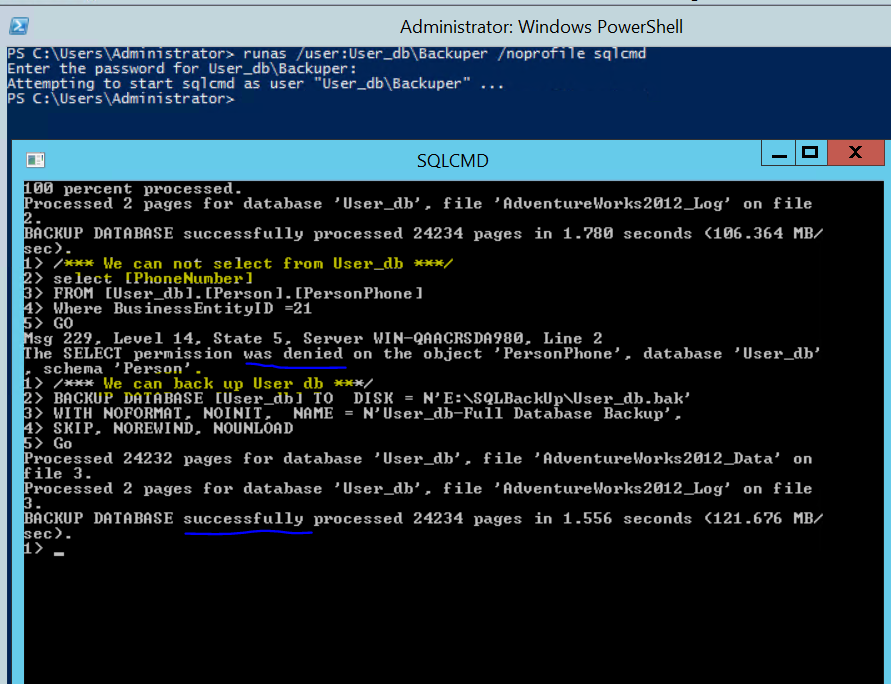 Administrator: Windows PowerShell
PS C:\Users\Administrator> runas /user:User_db\Backuper /noprofile sqlcmd
Enter the password for User_db\Backuper:
Attempting to start sqlcmd as user "User_db\Backuper" ...
PS C:\Users\Administrator>
SQLCMD
100 percent processed.
Processed 2 pages for database 'User_db', file 'AdventureWorks2012_Log' on file
2.
BACKUP DATABASE successfully processed 24234 pages in 1.780 seconds (106.364 MB/
sec).
1> /*** We can not select from User_db ***/
2> select [PhoneNumber]
3> FROM [User_db].[Person].[PersonPhone]
4> Where BusinessEntityID =21
5> GO
Msg 229, Level 14, State 5, Server WIN-QAACRSDA980, Line 2
The SELECT permission was denied on the object 'PersonPhone', database 'User_db'
, schema 'Person'.
1> /*** We can back up User db ***/
2> BACKUP DATABASE [User_db] TO  DISK = N'E:\SQLBackUp\User_db.bak'
3> WITH NOFORMAT, NOINIT,  NAME = N'User_db-Full Database Backup',
4> SKIP, NOREWIND, NOUNLOAD
5> Go
Processed 24232 pages for database 'User_db', file 'AdventureWorks2012_Data' on
file 3.
Processed 2 pages for database 'User_db', file 'AdventureWorks2012_Log' on file
3.
BACKUP DATABASE successfully processed 24234 pages in 1.556 seconds (121.676 MB/
sec).
1> _